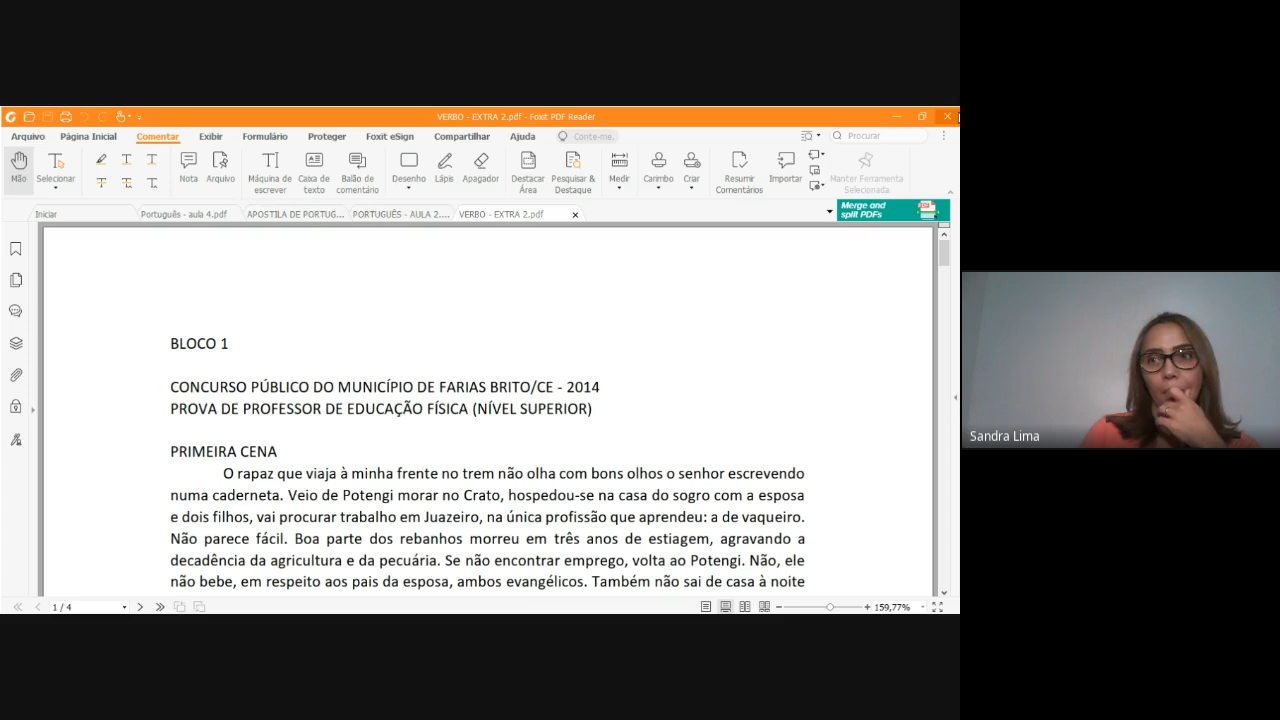 VERBO - EXTRA 2.pdf - Foxit PDF Reader
Arquivo Página Inicial Comentar Exibir Formulário Proteger Foxit eSign Compartilhar Ajuda Conte-me. Procurar
Mão Selecionar Nota Arquivo Máquina de escrever Caixa de texto Balão de comentário Desenho Lápis Apagador Destacar Área Pesquisar & Destaque Medir Carimbo Criar Resumir Comentários Importar Manter Ferramenta Selecionada
Iniciar Português - aula 4.pdf APOSTILA DE PORTUG... PORTUGUÊS - AULA 2.... VERBO - EXTRA 2.pdf
Merge and
split PDFs
BLOCO 1
CONCURSO PÚBLICO DO MUNICÍPIO DE FARIAS BRITO/CE - 2014
PROVA DE PROFESSOR DE EDUCAÇÃO FÍSICA (NÍVEL SUPERIOR)
PRIMEIRA CENA
O rapaz que viaja à minha frente no trem não olha com bons olhos o senhor escrevendo
numa caderneta. Veio de Potengi morar no Crato, hospedou-se na casa do sogro com a esposa
e dois filhos, vai procurar trabalho em Juazeiro, na única profissão que aprendeu: a de vaqueiro.
Não parece fácil. Boa parte dos rebanhos morreu em três anos de estiagem, agravando a
decadência da agricultura e da pecuária. Se não encontrar emprego, volta ao Potengi. Não, ele
não bebe, em respeito aos pais da esposa, ambos evangélicos. Também não sai de casa à noite
1 / 4
159,77%
Sandra Lima